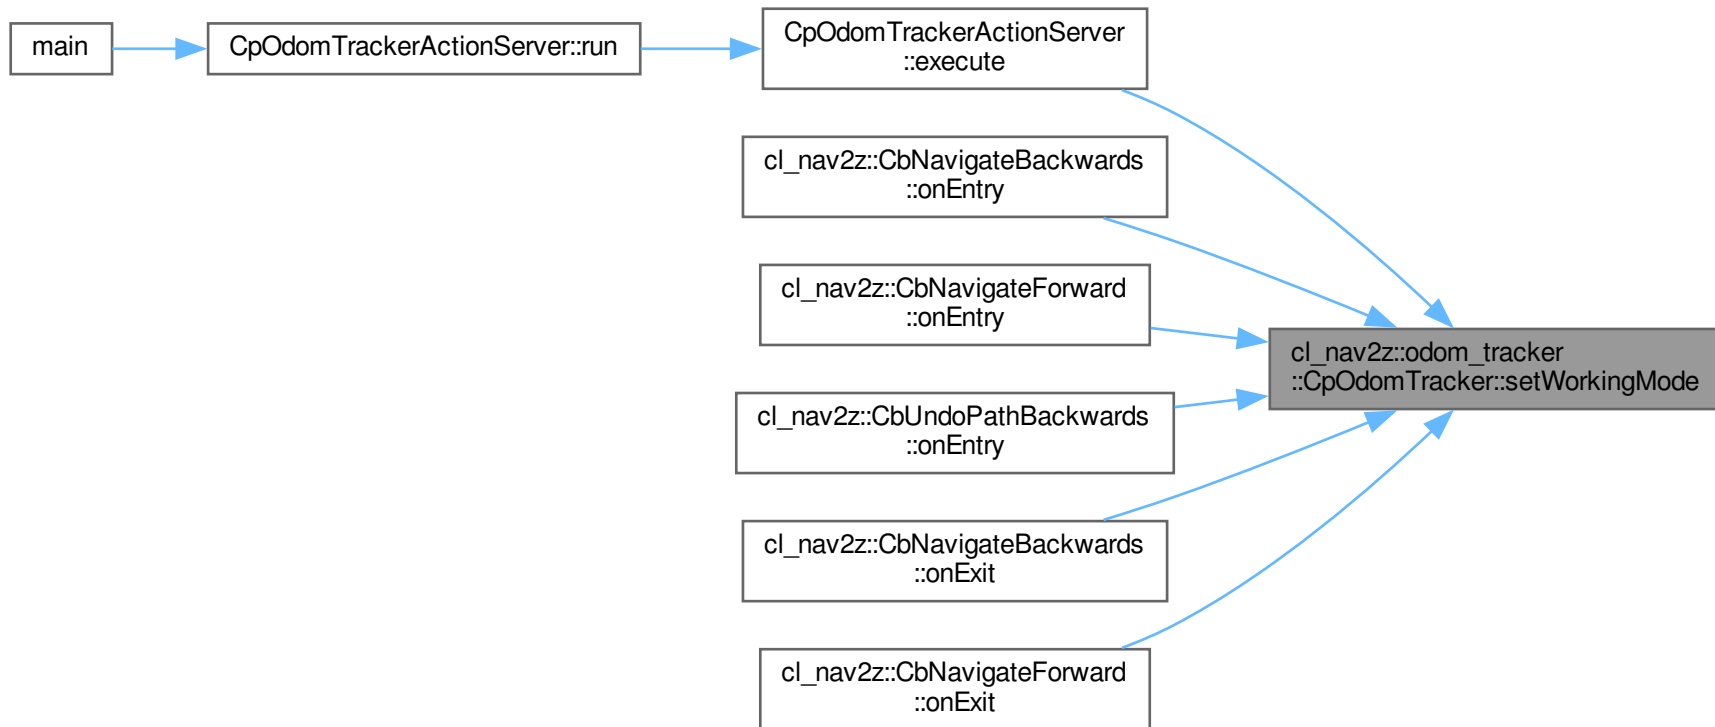 main
CpOdomTrackerActionServer::run
CpOdomTrackerActionServer
::execute
cl_nav2z::CbNavigateBackwards
::onEntry
cl_nav2z::CbNavigateForward
::onEntry
cl_nav2z::CbUndoPathBackwards
::onEntry
cl_nav2z::CbNavigateBackwards
::onExit
cl_nav2z::CbNavigateForward
::onExit
cl_nav2z::odom_tracker
::CpOdomTracker::setWorkingMode